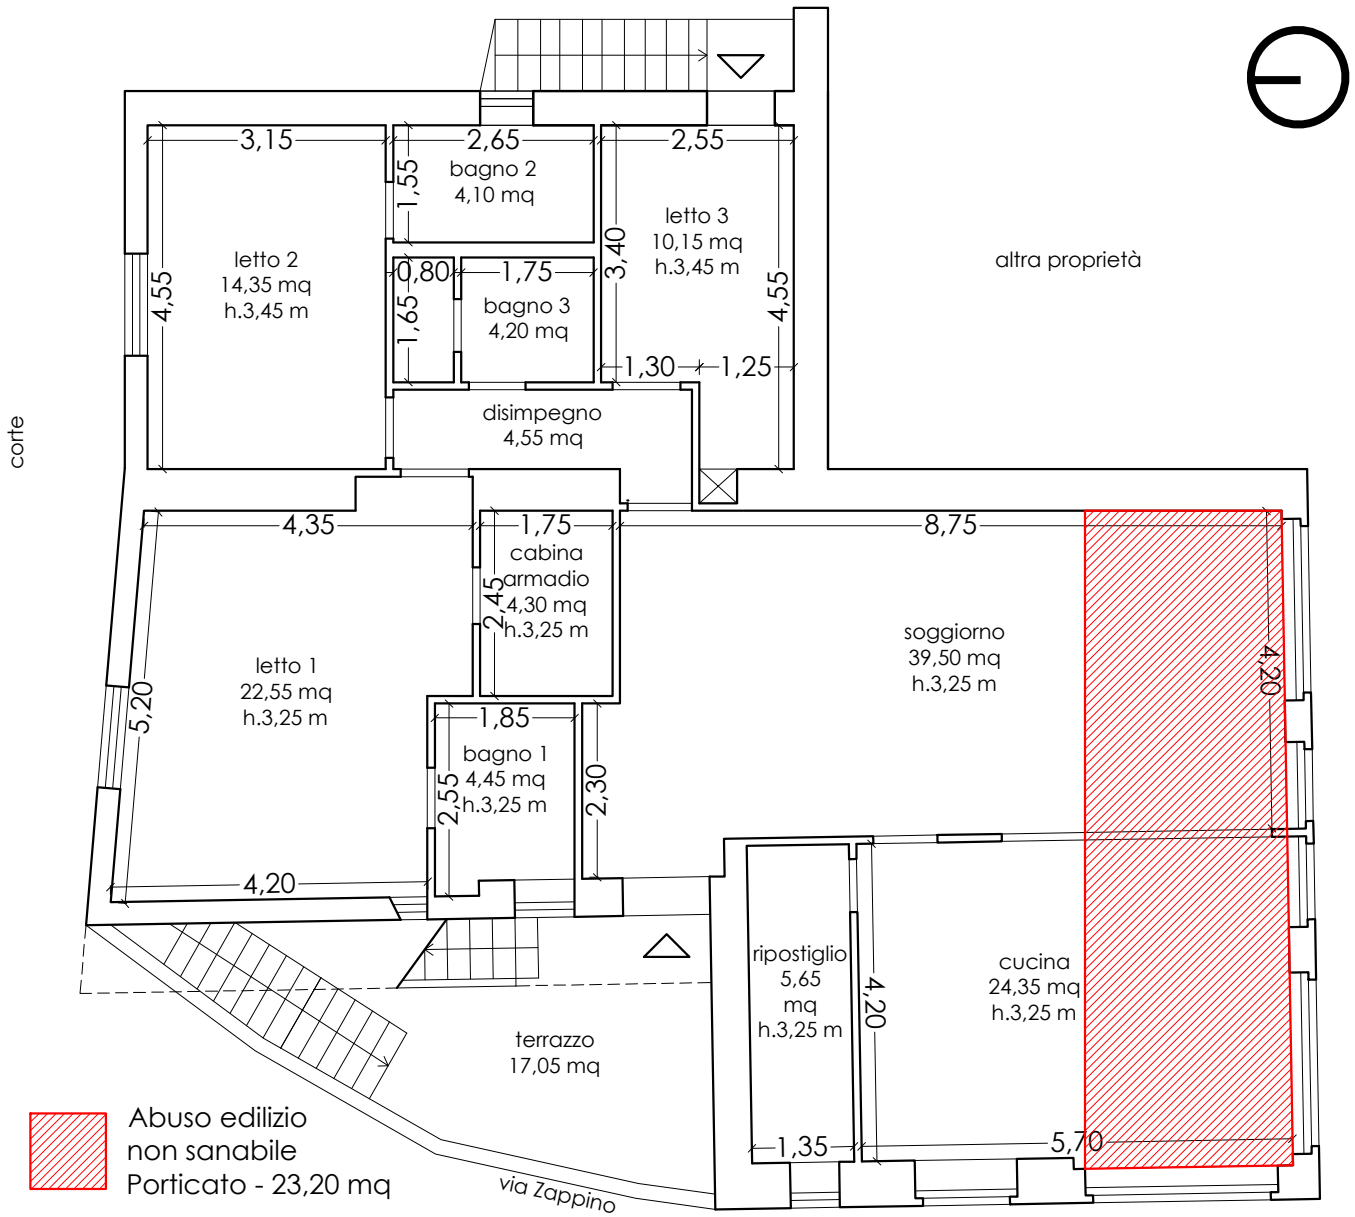 3,15
2,65
2,55
bagno 2
4,10 mq
1,55
letto 3
10,15 mq
h.3,45 m
3,40
4,55
letto 2
14,35 mq
h.3,45 m
4,55
altra proprietà
0,80
1,75
1,65
bagno 3
4,20 mq
1,30
1,25
corte
disimpegno
4,55 mq
4,35
1,75
8,75
cabina
armadio
4,30 mq
h.3,25 m
2,45
soggiorno
39,50 mq
h.3,25 m
4,20
letto 1
22,55 mq
h.3,25 m
5,20
1,85
bagno 1
4,45 mq
h.3,25 m
2,55
2,30
4,20
ripostiglio
5,65
mq
h.3,25 m
4,20
cucina
24,35 mq
h.3,25 m
terrazzo
17,05 mq
1,35
5,70
via Zappino
Abuso edilizio
non sanabile
Porticato - 23,20 mq